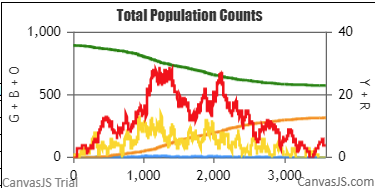 Total Population Counts
1,000
40
G + B + O
500
20
Y + R
0
0
0
1,000
2,000
3,000
CanvasJS Trial
CanvasJS.com